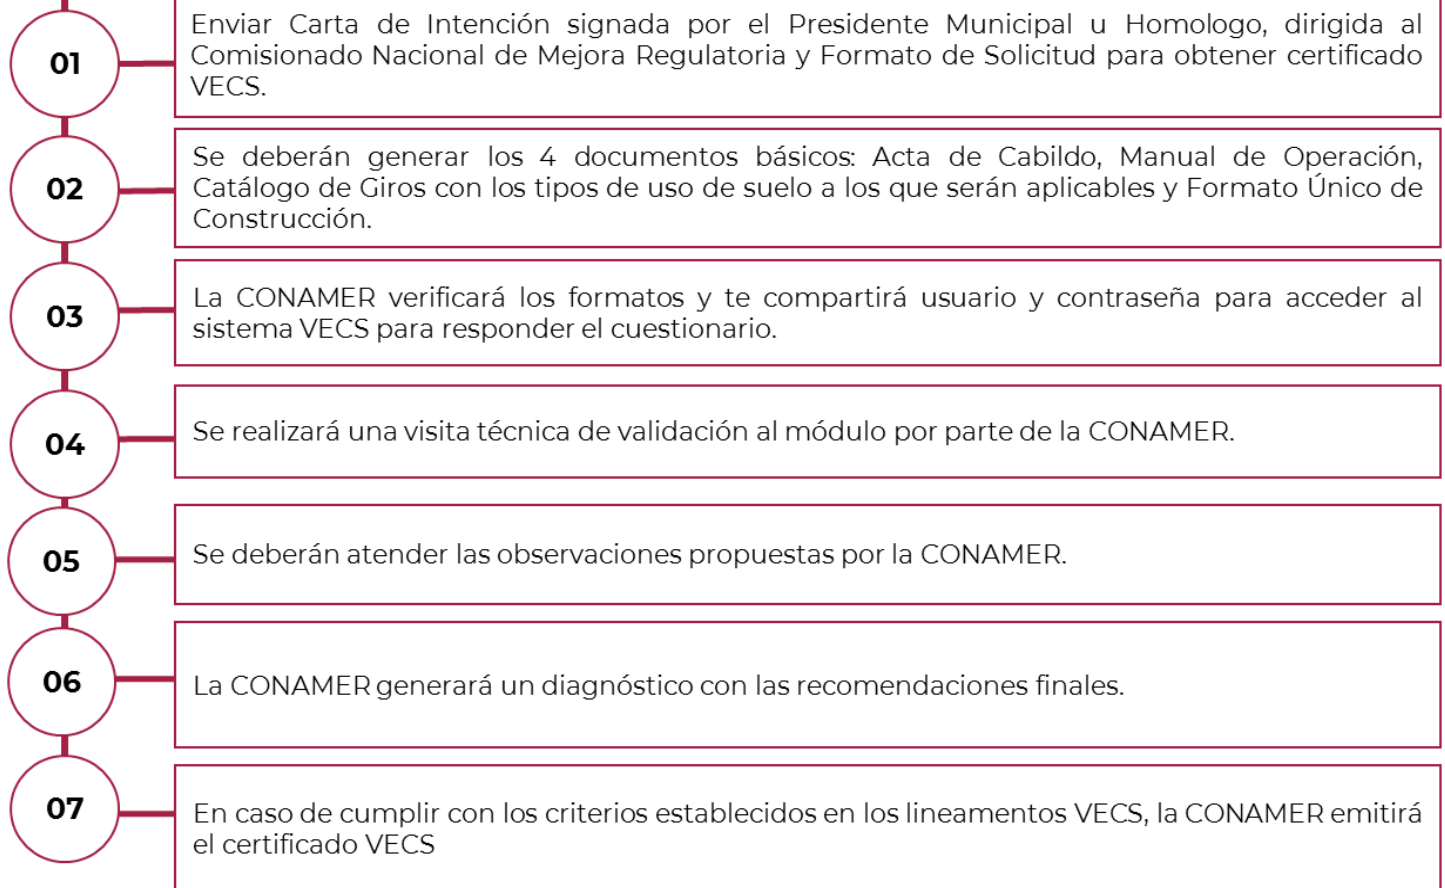 01
Enviar Carta de Intención signada por el Presidente Municipal u Homologo, dirigida al
Comisionado Nacional de Mejora Regulatoria y Formato de Solicitud para obtener certificado
VECS.
02
Se deberán generar los 4 documentos básicos: Acta de Cabildo, Manual de Operación,
Catálogo de Giros con los tipos de uso de suelo a los que serán aplicables y Formato Único de
Construcción.
03
La CONAMER verificará los formatos y te compartirá usuario y contraseña para acceder al
sistema VECS para responder el cuestionario.
04
Se realizará una visita técnica de validación al módulo por parte de la CONAMER.
05
Se deberán atender las observaciones propuestas por la CONAMER.
06
La CONAMER generará un diagnóstico con las recomendaciones finales.
07
En caso de cumplir con los criterios establecidos en los lineamentos VECS, la CONAMER emitirá
el certificado VECS